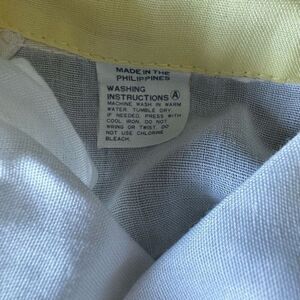 MADE IN THE
PHILIPPINES
WASHING
INSTRUCTIONS Ⓐ
MACHINE WASH IN WARM
WATER. TUMBLE DRY.
IF NEEDED, PRESS WITH
COOL IRON. DO NOT
WRING OR TWIST. DO
NOT USE CHLORINE
BLEACH.